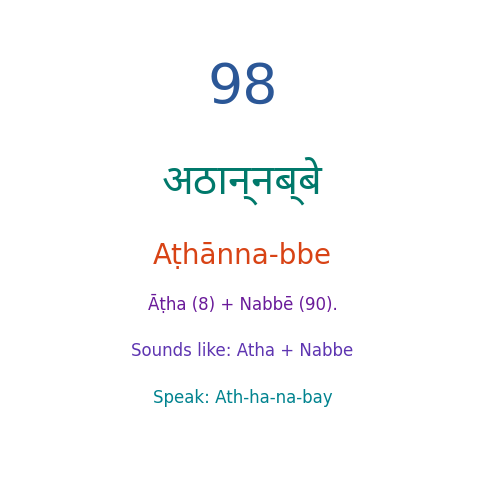 98
अठान्नब्बे
Aṭhānna-bbe
Āṭha (8) + Nabbē (90).
Sounds like: Atha + Nabbe
Speak: Ath-ha-na-bay